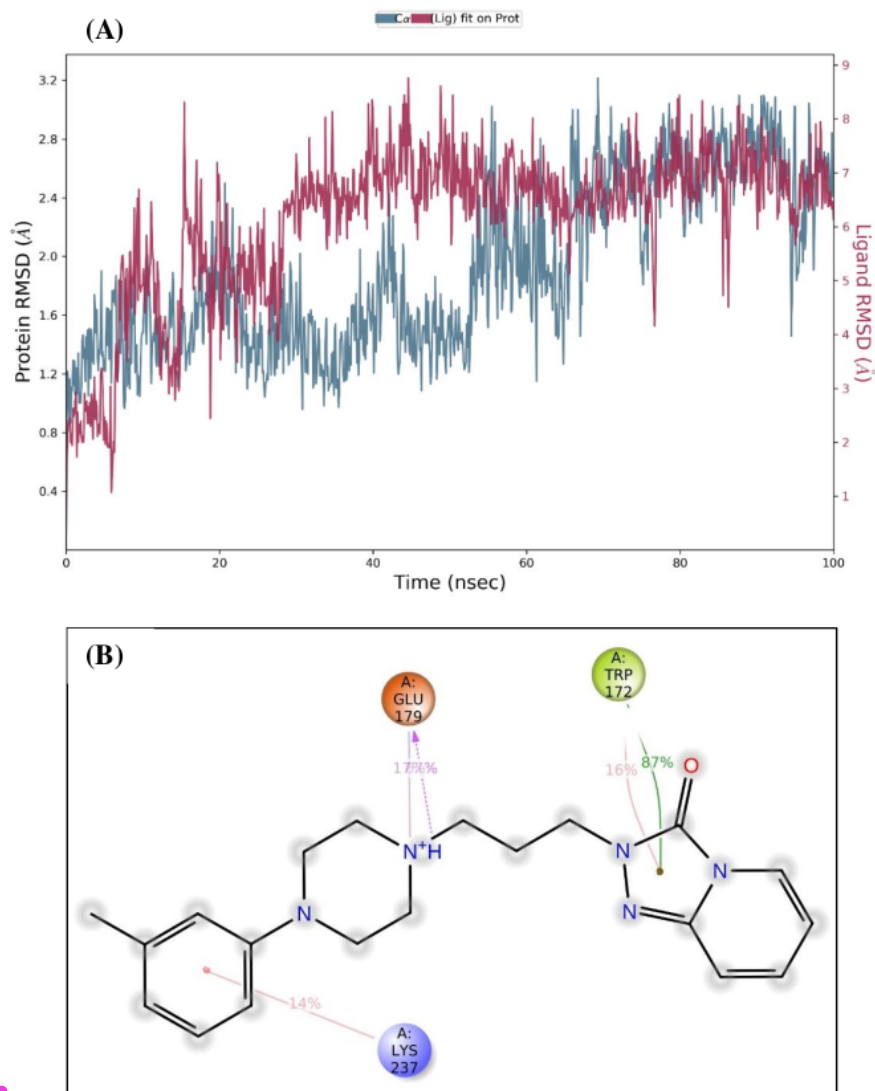 (A)
Cα (Lig) fit on Prot
Protein RMSD (Å)
3.2
2.8
2.4
2.0
1.6
1.2
0.8
0.4
9
8
7
6
5
4
3
2
1
Ligand RMSD (Å)
0 20 40 60 80 100
Time (nsec)
(B)
A:
GLU
179
A:
TRP
172
16%
87%
O
N⁺H
N
N
N
N
14%
A:
LYS
237